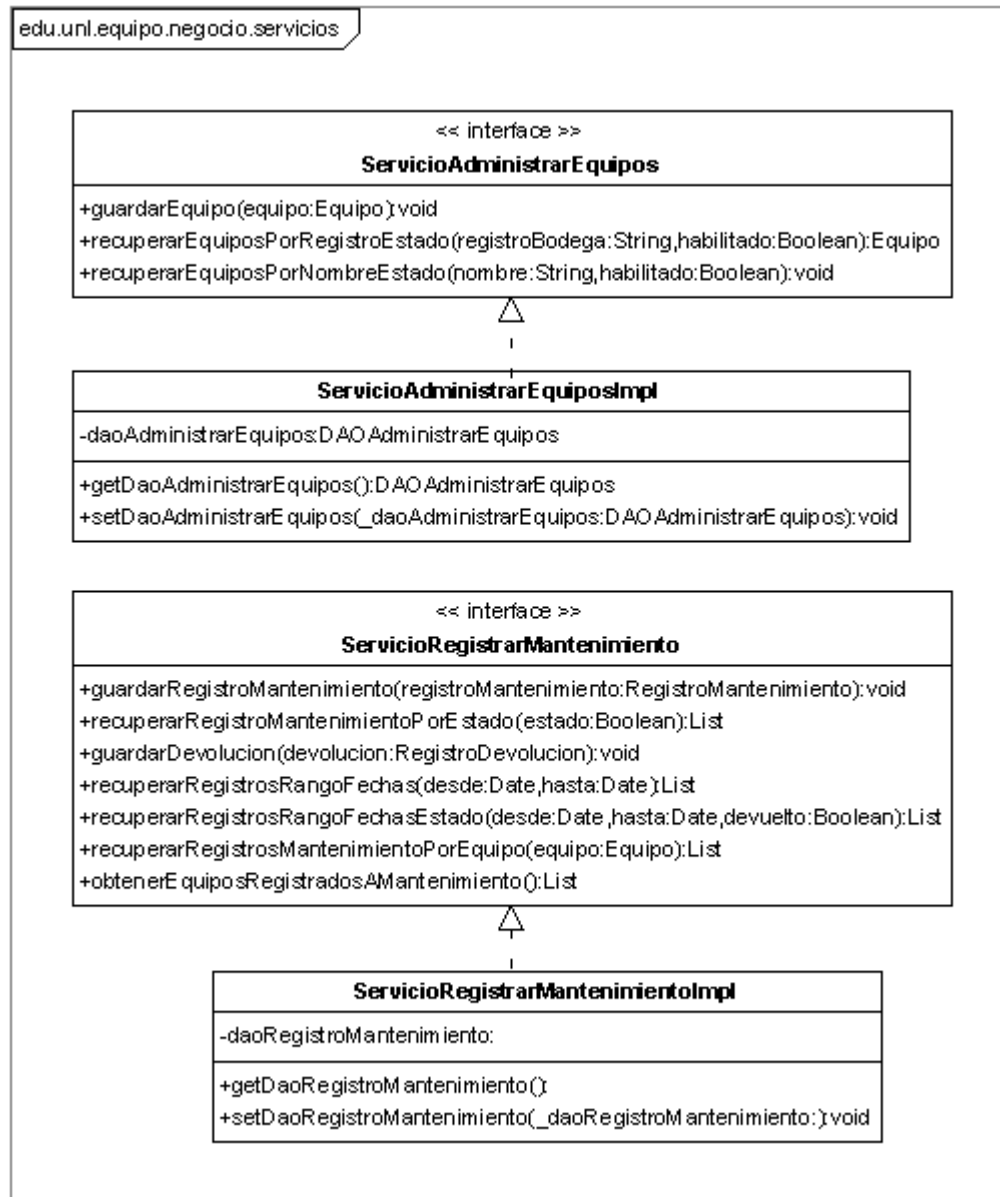 edu.unl.equipo.negocio.servicios
<< interface >>
ServicioAdministrarEquipos
+guardarEquipo(equipo:Equipo):void
+recuperarEquiposPorRegistroEstado(registroBodega:String,habilitado:Boolean):Equipo
+recuperarEquiposPorNombreEstado(nombre:String,habilitado:Boolean):void
ServicioAdministrarEquiposImpl
-daoAdministrarEquipos:DAOAdministrarEquipos
+getDaoAdministrarEquipos():DAOAdministrarEquipos
+setDaoAdministrarEquipos(_daoAdministrarEquipos:DAOAdministrarEquipos):void
<< interface >>
ServicioRegistrarMantenimiento
+guardarRegistroMantenimiento(registroMantenimiento:RegistroMantenimiento):void
+recuperarRegistroMantenimientoPorEstado(estado:Boolean):List
+guardarDevolucion(devolucion:RegistroDevolucion):void
+recuperarRegistrosRangoFechas(desde:Date,hasta:Date):List
+recuperarRegistrosRangoFechasEstado(desde:Date,hasta:Date,devuelto:Boolean):List
+recuperarRegistrosMantenimientoPorEquipo(equipo:Equipo):List
+obtenerEquiposRegistradosAMantenimiento():List
ServicioRegistrarMantenimientoImpl
-daoRegistroMantenimiento:
+getDaoRegistroMantenimiento():
+setDaoRegistroMantenimiento(_daoRegistroMantenimiento:):void